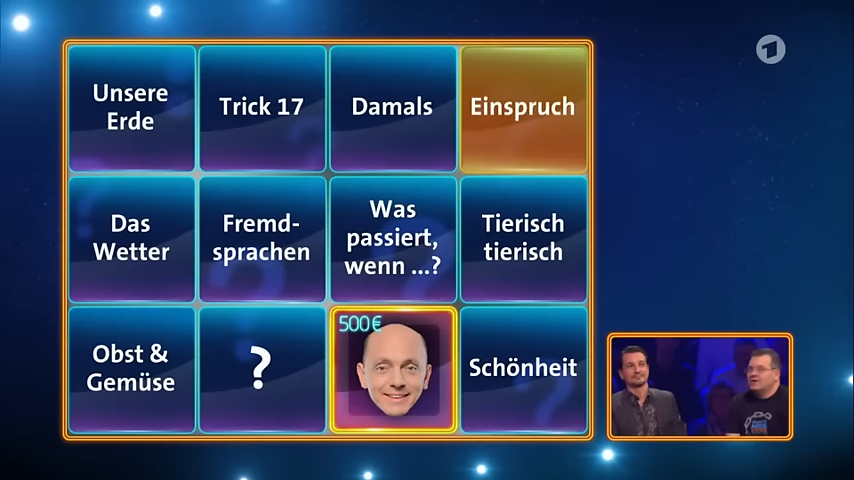 Unsere
Erde
Trick 17
Damals
Einspruch
Das
Wetter
Fremd-
sprachen
Was
passiert,
wenn ...?
Tierisch
tierisch
Obst &
Gemüse
?
500€
Schönheit
1